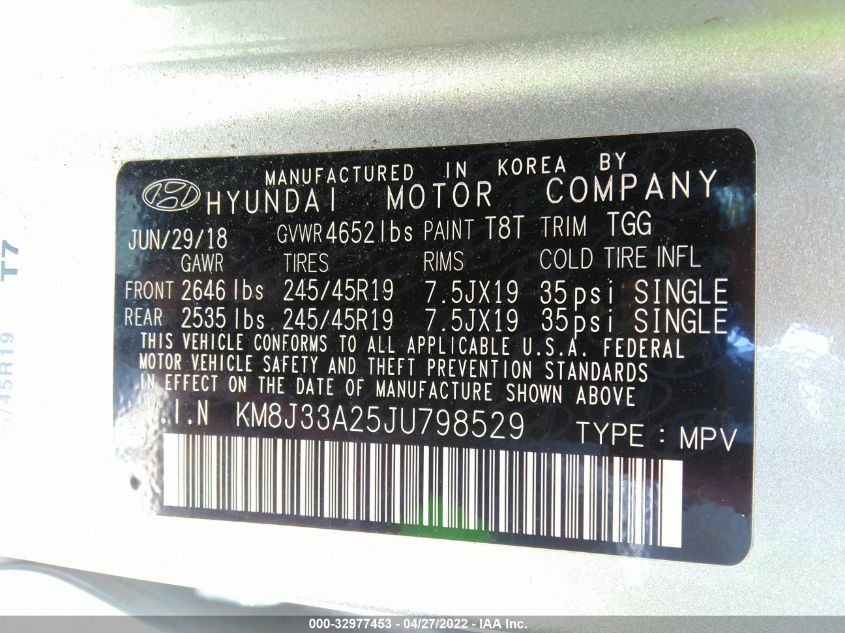 MANUFACTURED IN KOREA BY
HYUNDAI MOTOR COMPANY
JUN/29/18 GVWR 4652 lbs PAINT T8T TRIM TGG
GAWR TIRES RIMS COLD TIRE INFL
FRONT 2646 lbs 245/45R19 7.5JX19 35psi SINGLE
REAR 2535 lbs 245/45R19 7.5JX19 35psi SINGLE
THIS VEHICLE CONFORMS TO ALL APPLICABLE U.S.A. FEDERAL
MOTOR VEHICLE SAFETY AND THEFT PREVENTION STANDARDS
IN EFFECT ON THE DATE OF MANUFACTURE SHOWN ABOVE
V.I.N KM8J33A25JU798529 TYPE : MPV
T7
000-32977453 - 04/27/2022 - IAA Inc.